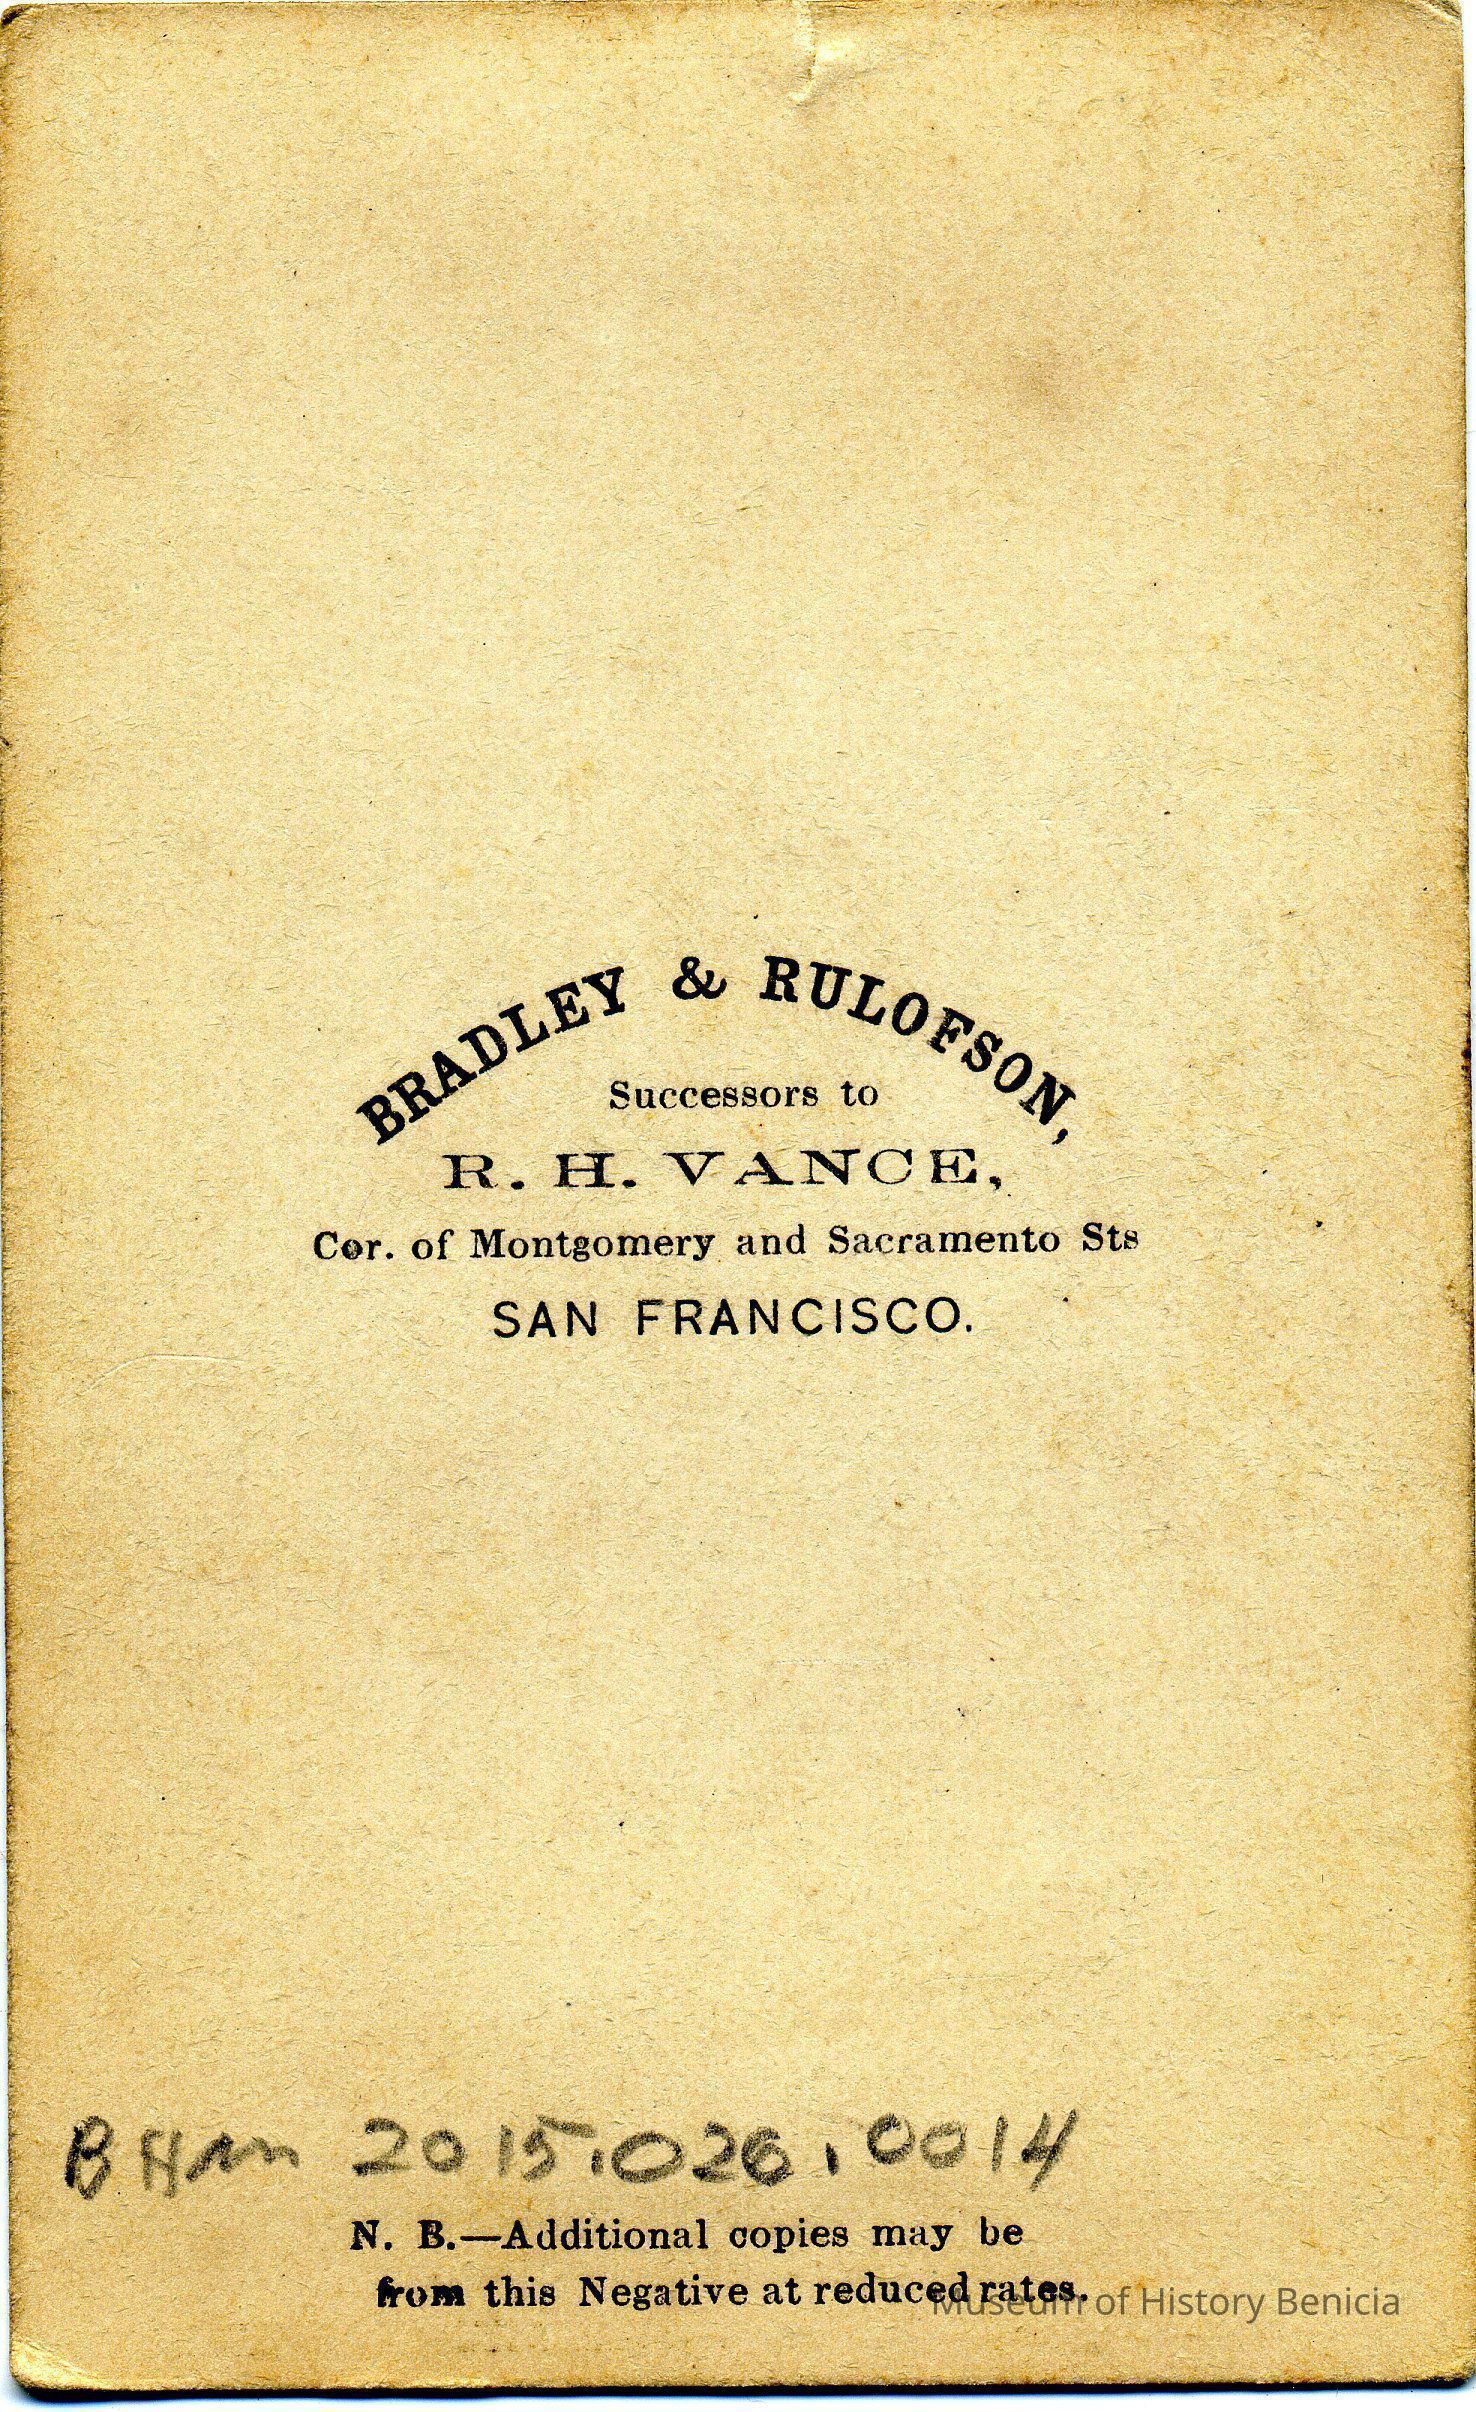 BRADLEY & RULOFSON,
Successors to
R. H. VANCE,
Cor. of Montgomery and Sacramento Sts
SAN FRANCISCO.
BHM 2015.026.0014
N. B.—Additional copies may be
from this Negative at reduced rates.
Museum of History Benicia